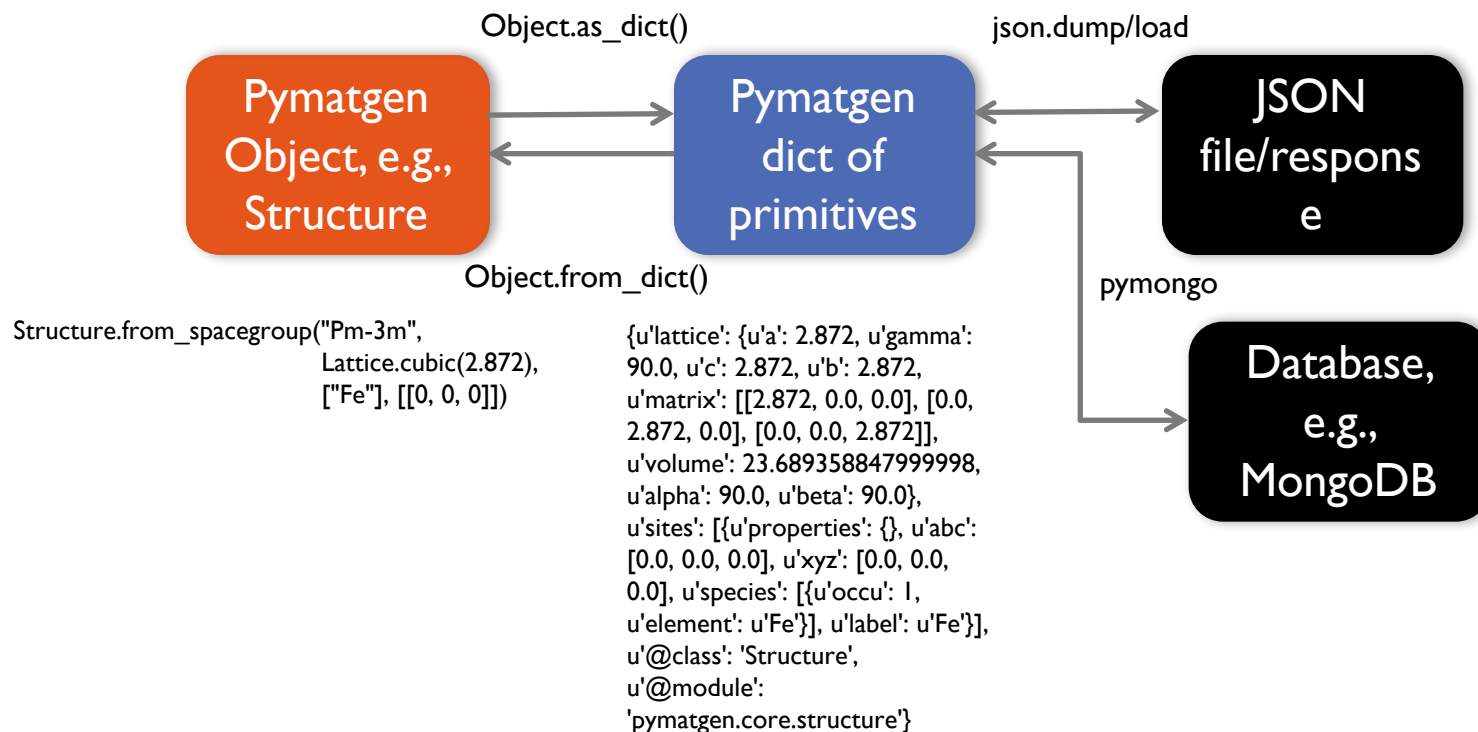 Object.as_dict()
json.dump/load
Pymatgen
Object, e.g.,
Structure
Pymatgen
dict of
primitives
JSON
file/respons
e
Object.from_dict()
pymongo
Structure.from_spacegroup("Pm-3m",
Lattice.cubic(2.872),
["Fe"], [[0, 0, 0]])
{u'lattice': {u'a': 2.872, u'gamma':
90.0, u'c': 2.872, u'b': 2.872,
u'matrix': [[2.872, 0.0, 0.0], [0.0,
2.872, 0.0], [0.0, 0.0, 2.872]],
u'volume': 23.689358847999998,
u'alpha': 90.0, u'beta': 90.0},
u'sites': [{u'properties': {}, u'abc':
[0.0, 0.0, 0.0], u'xyz': [0.0, 0.0,
0.0], u'species': [{u'occu': 1,
u'element': u'Fe'}], u'label': u'Fe'}],
u'@class': 'Structure',
u'@module':
'pymatgen.core.structure'}
Database,
e.g.,
MongoDB